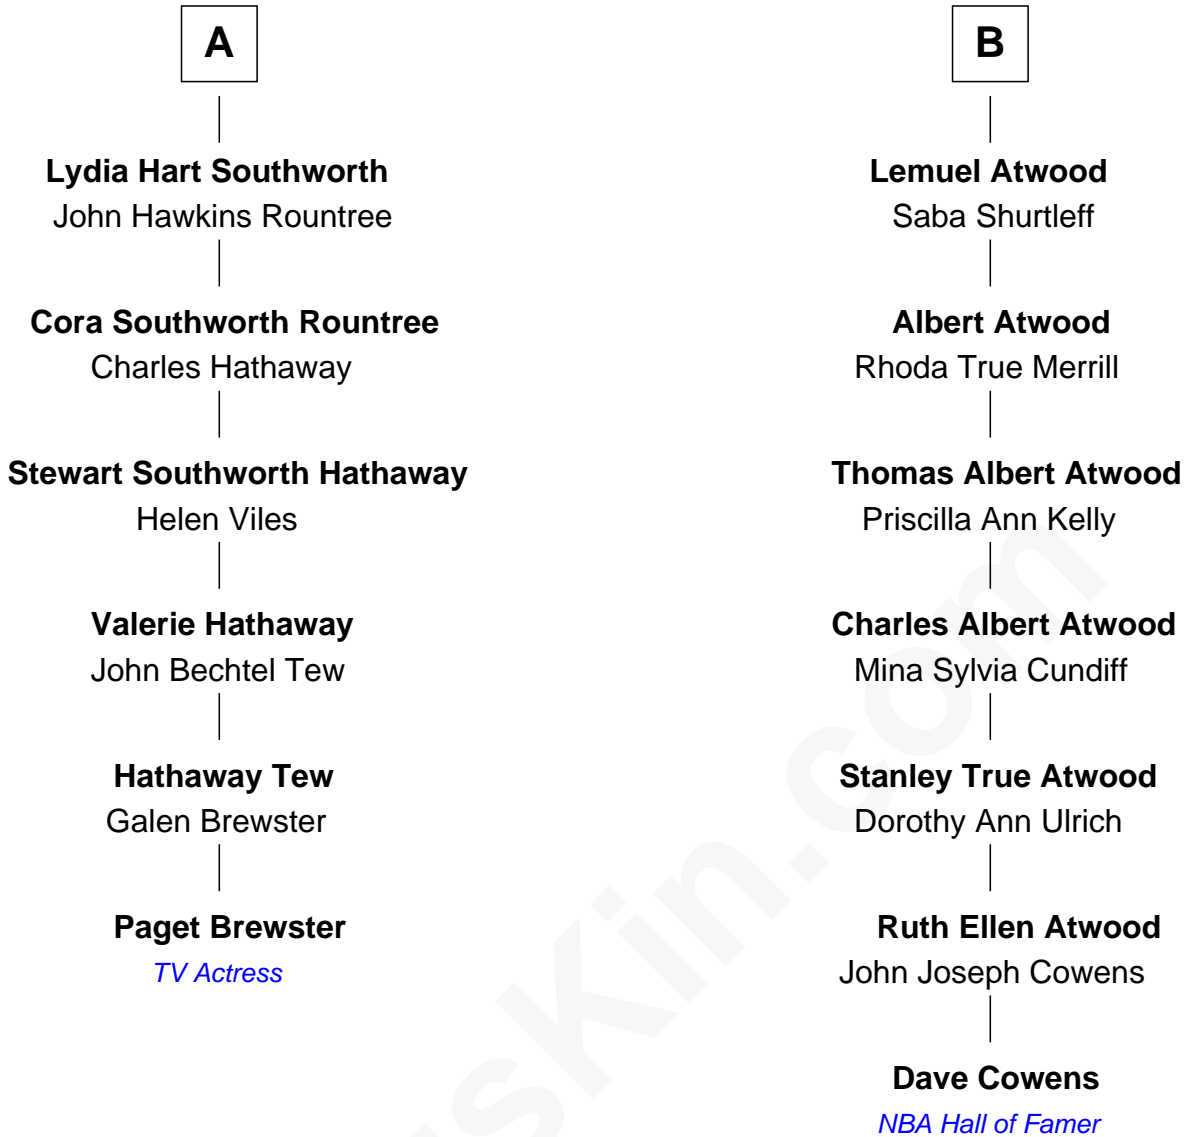 A
Lydia Hart Southworth
John Hawkins Rountree
Cora Southworth Rountree
Charles Hathaway
Stewart Southworth Hathaway
Helen Viles
Valerie Hathaway
John Bechtel Tew
Hathaway Tew
Galen Brewster
Paget Brewster
TV Actress
B
Lemuel Atwood
Saba Shurtleff
Albert Atwood
Rhoda True Merrill
Thomas Albert Atwood
Priscilla Ann Kelly
Charles Albert Atwood
Mina Sylvia Cundiff
Stanley True Atwood
Dorothy Ann Ulrich
Ruth Ellen Atwood
John Joseph Cowens
Dave Cowens
NBA Hall of Famer
sKin.com